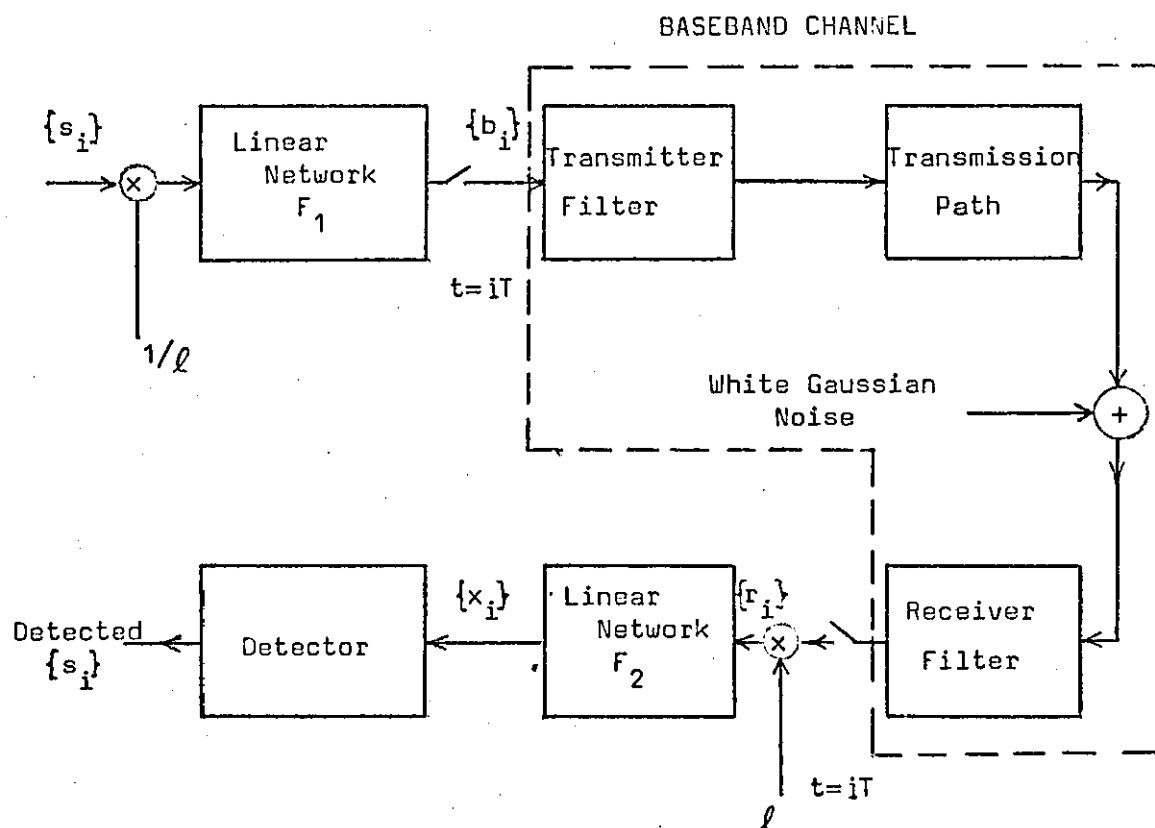 BASEBAND CHANNEL
{s_i}
×
1/ℓ
Linear
Network
F_1
{b_i}
t=iT
Transmitter
Filter
Transmission
Path
White Gaussian
Noise
+
Receiver
Filter
t=iT
{r_i}
×
ℓ
Linear
Network
F_2
{x_i}
Detector
Detected
{s_i}